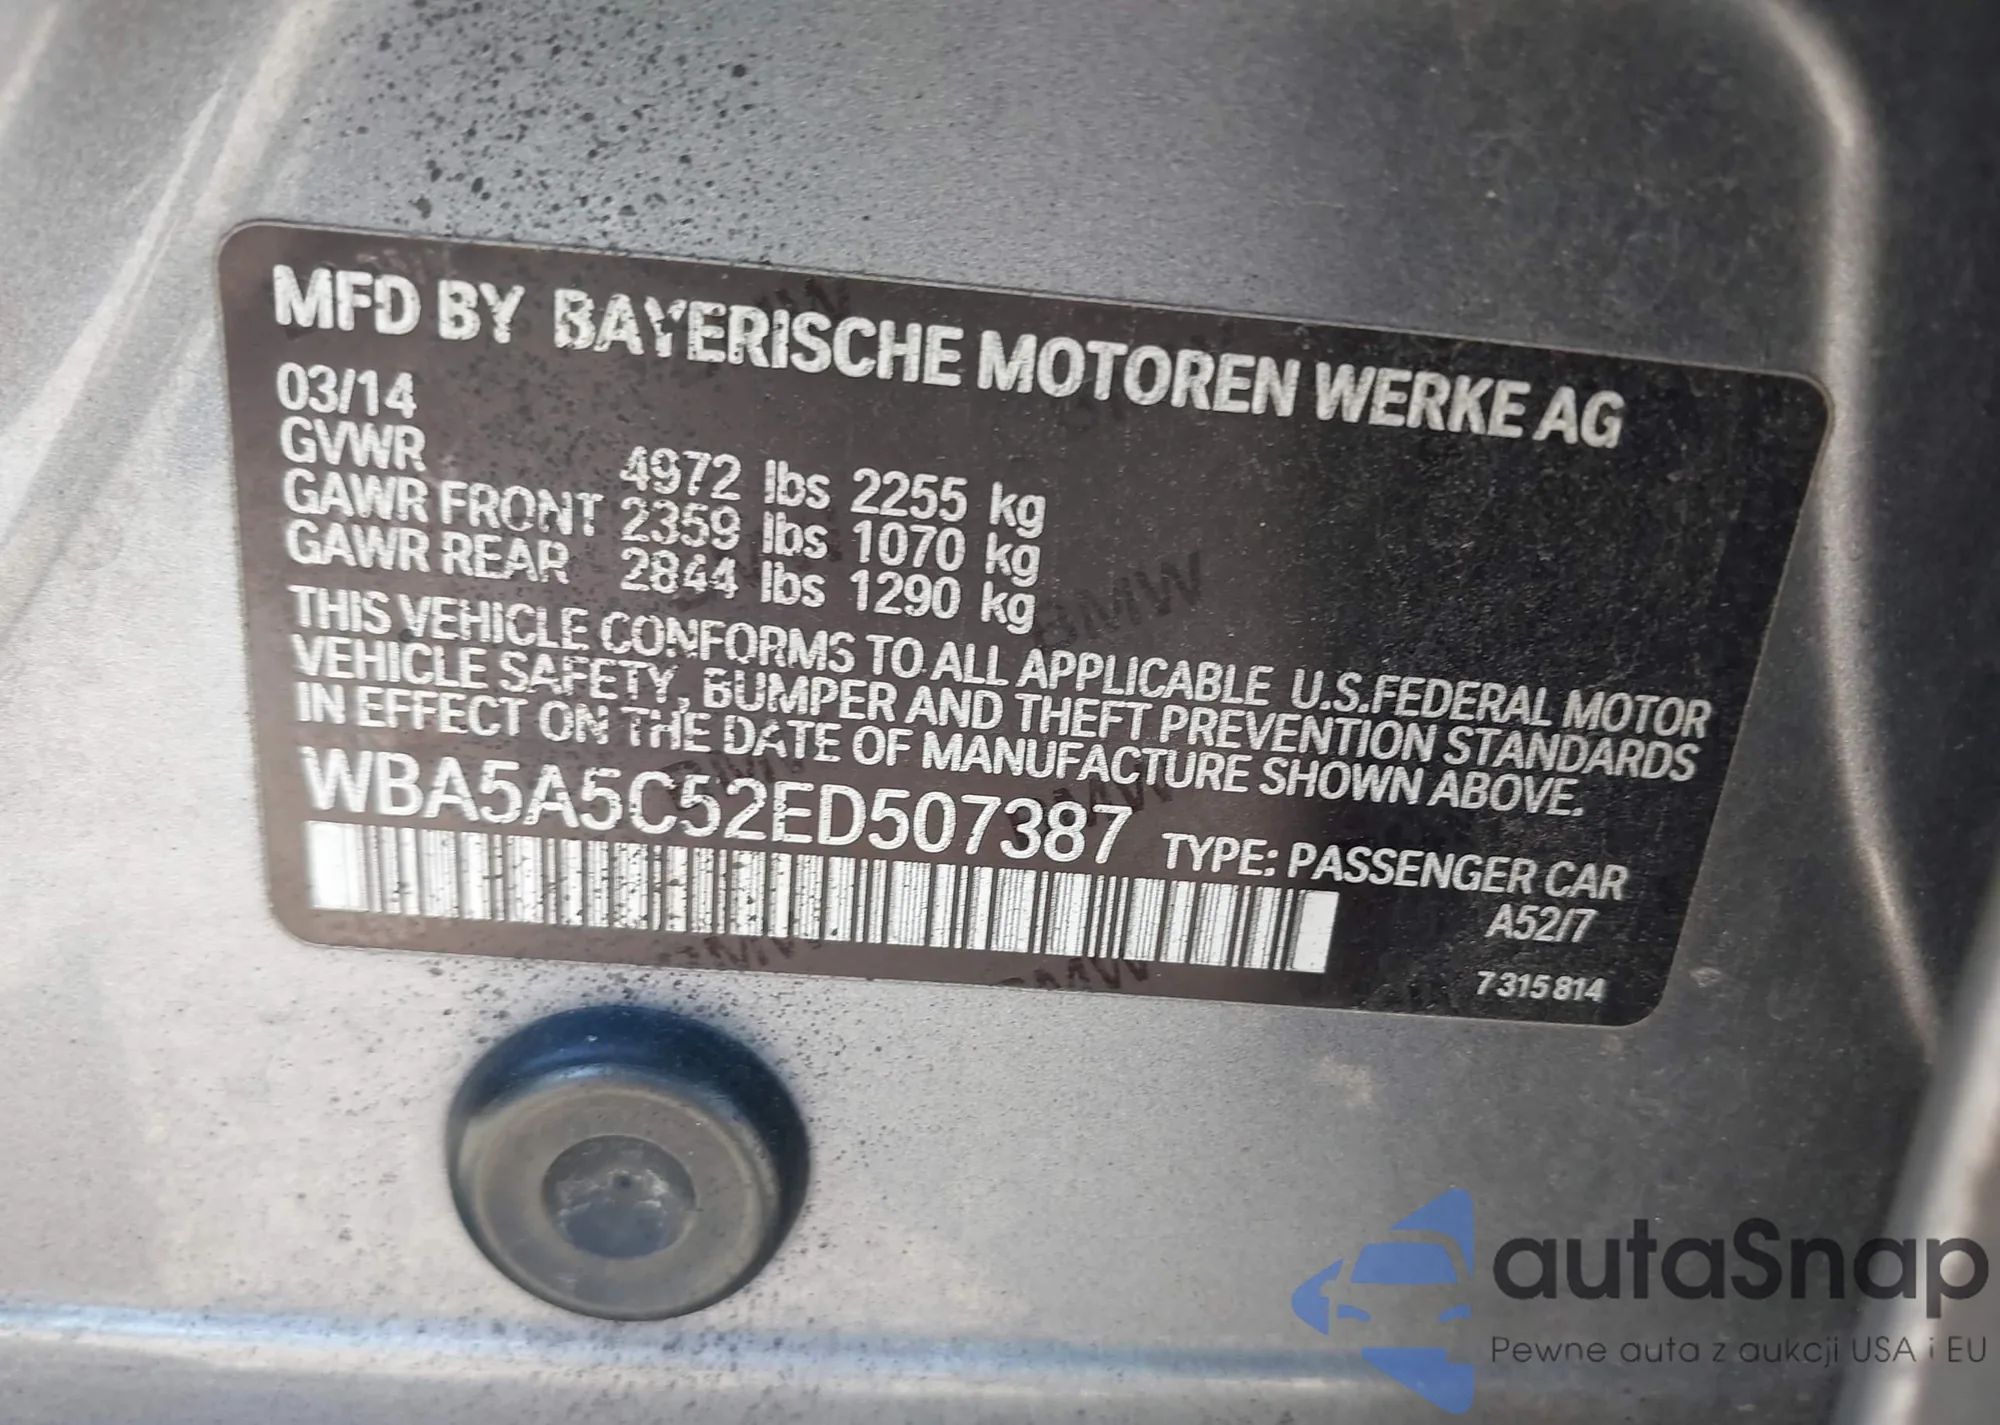 MFD BY BAYERISCHE MOTOREN WERKE AG
03/14
GVWR 4972 lbs 2255 kg
GAWR FRONT 2359 lbs 1070 kg
GAWR REAR 2844 lbs 1290 kg
THIS VEHICLE CONFORMS TO ALL APPLICABLE U.S.FEDERAL MOTOR
VEHICLE SAFETY, BUMPER AND THEFT PREVENTION STANDARDS
IN EFFECT ON THE DATE OF MANUFACTURE SHOWN ABOVE.
WBA5A5C52ED507387 TYPE: PASSENGER CAR
A52/7
7315814
autaSnap
Pewne auta z aukcji USA i EU